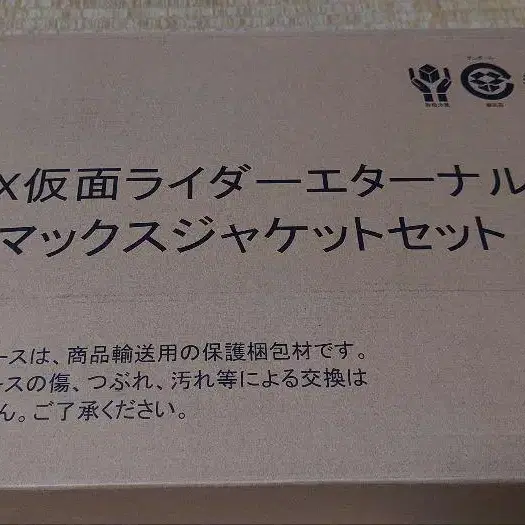 X仮面ライダーエターナル
マックスジャケットセット
ースは、商品輸送用の保護梱包材です。
ースの傷、つぶれ、汚れ等による交換は
ん。ご了承ください。